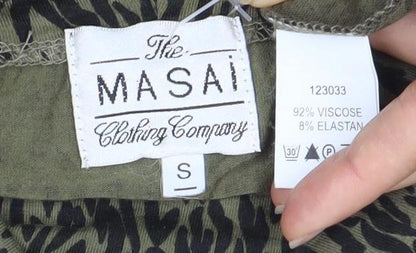 The
MASAi
Clothing Company
S
123033
92% VISCOSE
8% ELASTAN
30
P